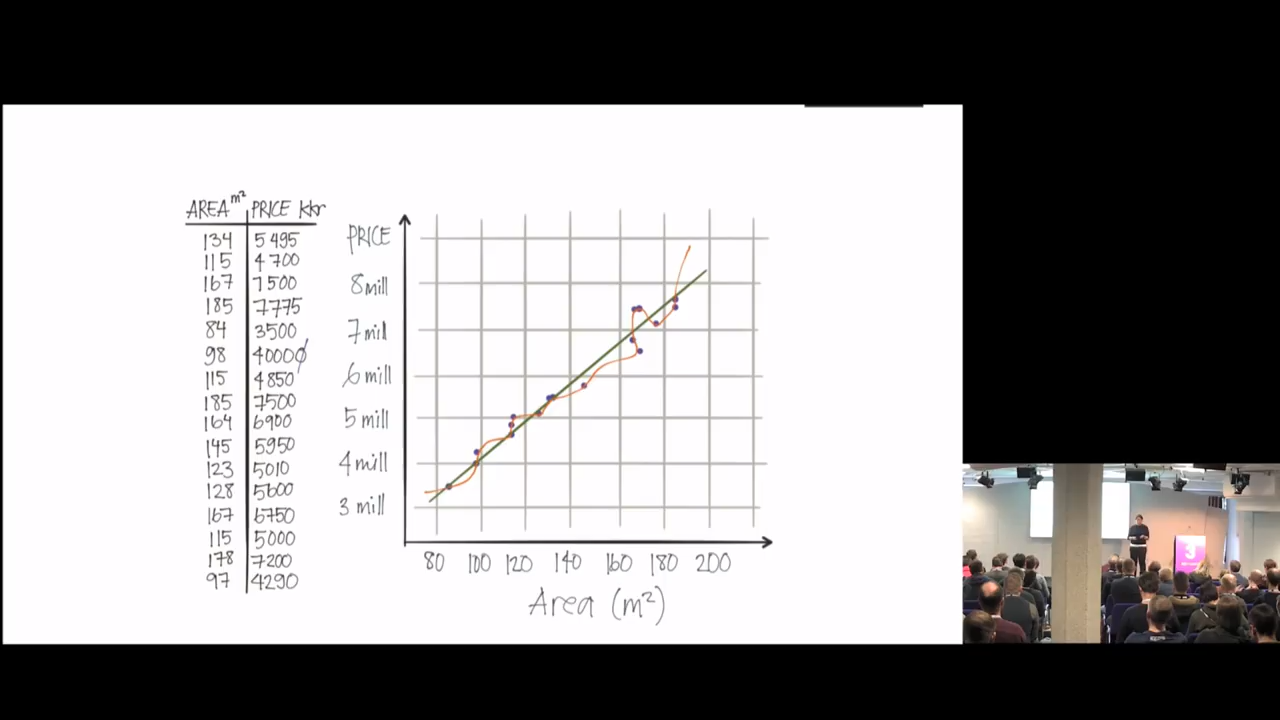 AREA m² PRICE Kkr
134 5495
115 4700
167 7500
185 7775
84 3500
98 40000
115 4850
185 7500
164 6900
145 5950
123 5010
128 5600
167 6750
115 5000
178 7200
97 4290
PRICE
8 mill
7 mill
6 mill
5 mill
4 mill
3 mill
80 100 120 140 160 180 200
Area (m²)
3